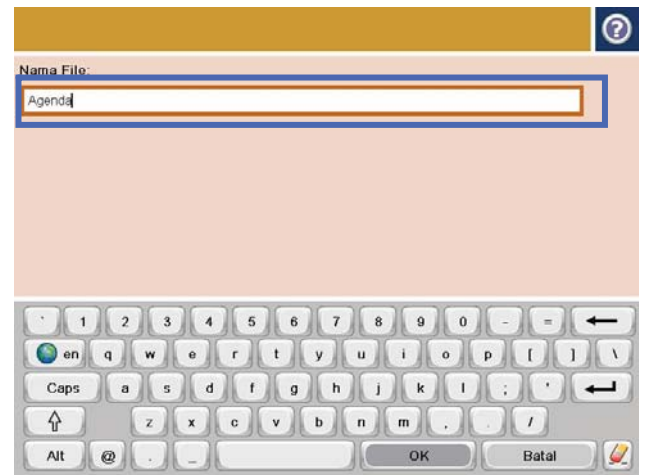 ?
Nama File:
Agenda
` 1 2 3 4 5 6 7 8 9 0 - =
en q w e r t y u i o p [ ] \
Caps a s d f g h j k l ; '
z x c v b n m , . /
Alt @ . _ OK Batal